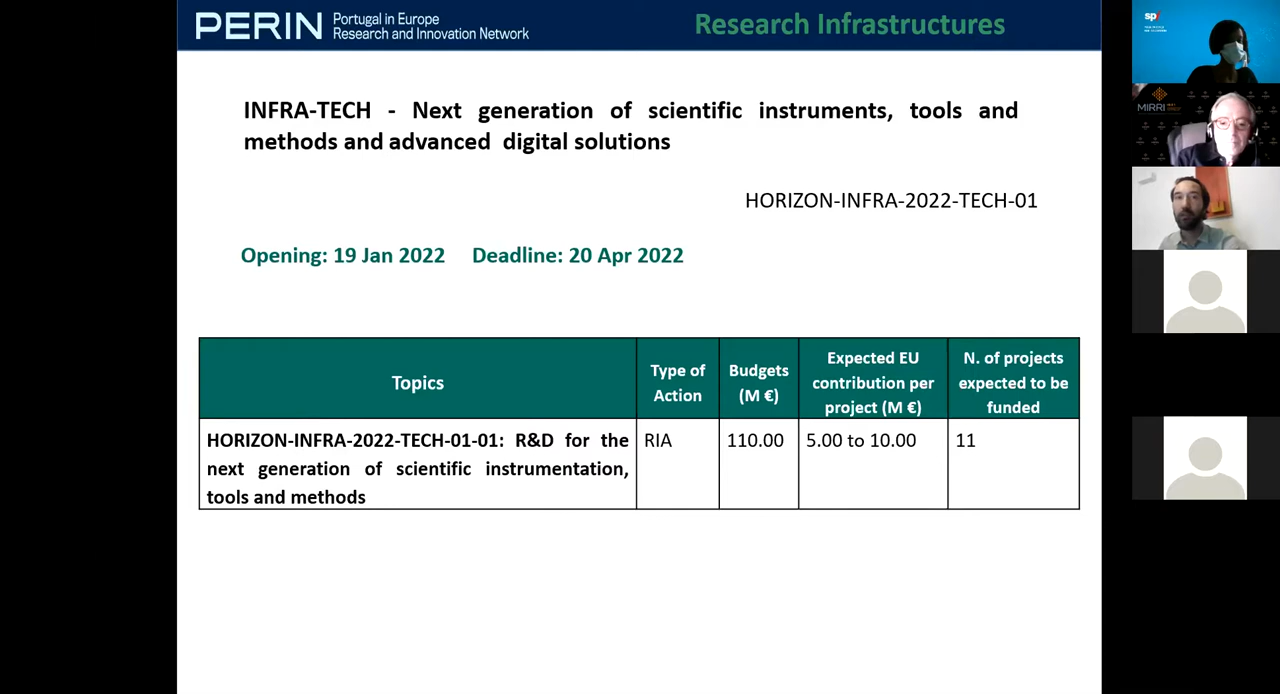 PERIN
Portugal in Europe
Research and Innovation Network
Research Infrastructures
INFRA-TECH - Next generation of scientific instruments, tools and
methods and advanced digital solutions
HORIZON-INFRA-2022-TECH-01
Opening: 19 Jan 2022 Deadline: 20 Apr 2022
Topics
Type of
Action
Budgets
(M €)
Expected EU
contribution per
project (M €)
N. of projects
expected to be
funded
HORIZON-INFRA-2022-TECH-01-01: R&D for the
next generation of scientific instrumentation,
tools and methods
RIA
110.00
5.00 to 10.00
11
MIRRI